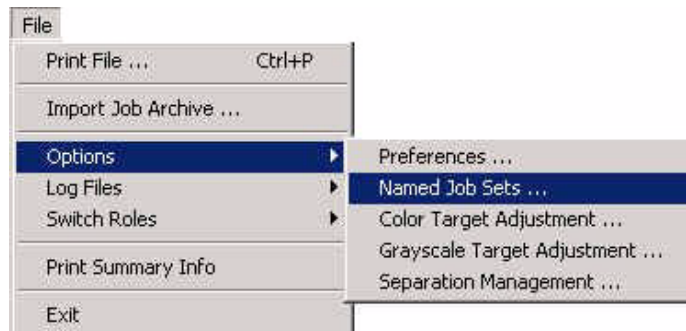 File
Print File ... Ctrl+P
Import Job Archive ...
Options
Log Files
Switch Roles
Print Summary Info
Exit
Preferences ...
Named Job Sets ...
Color Target Adjustment ...
Grayscale Target Adjustment ...
Separation Management ...